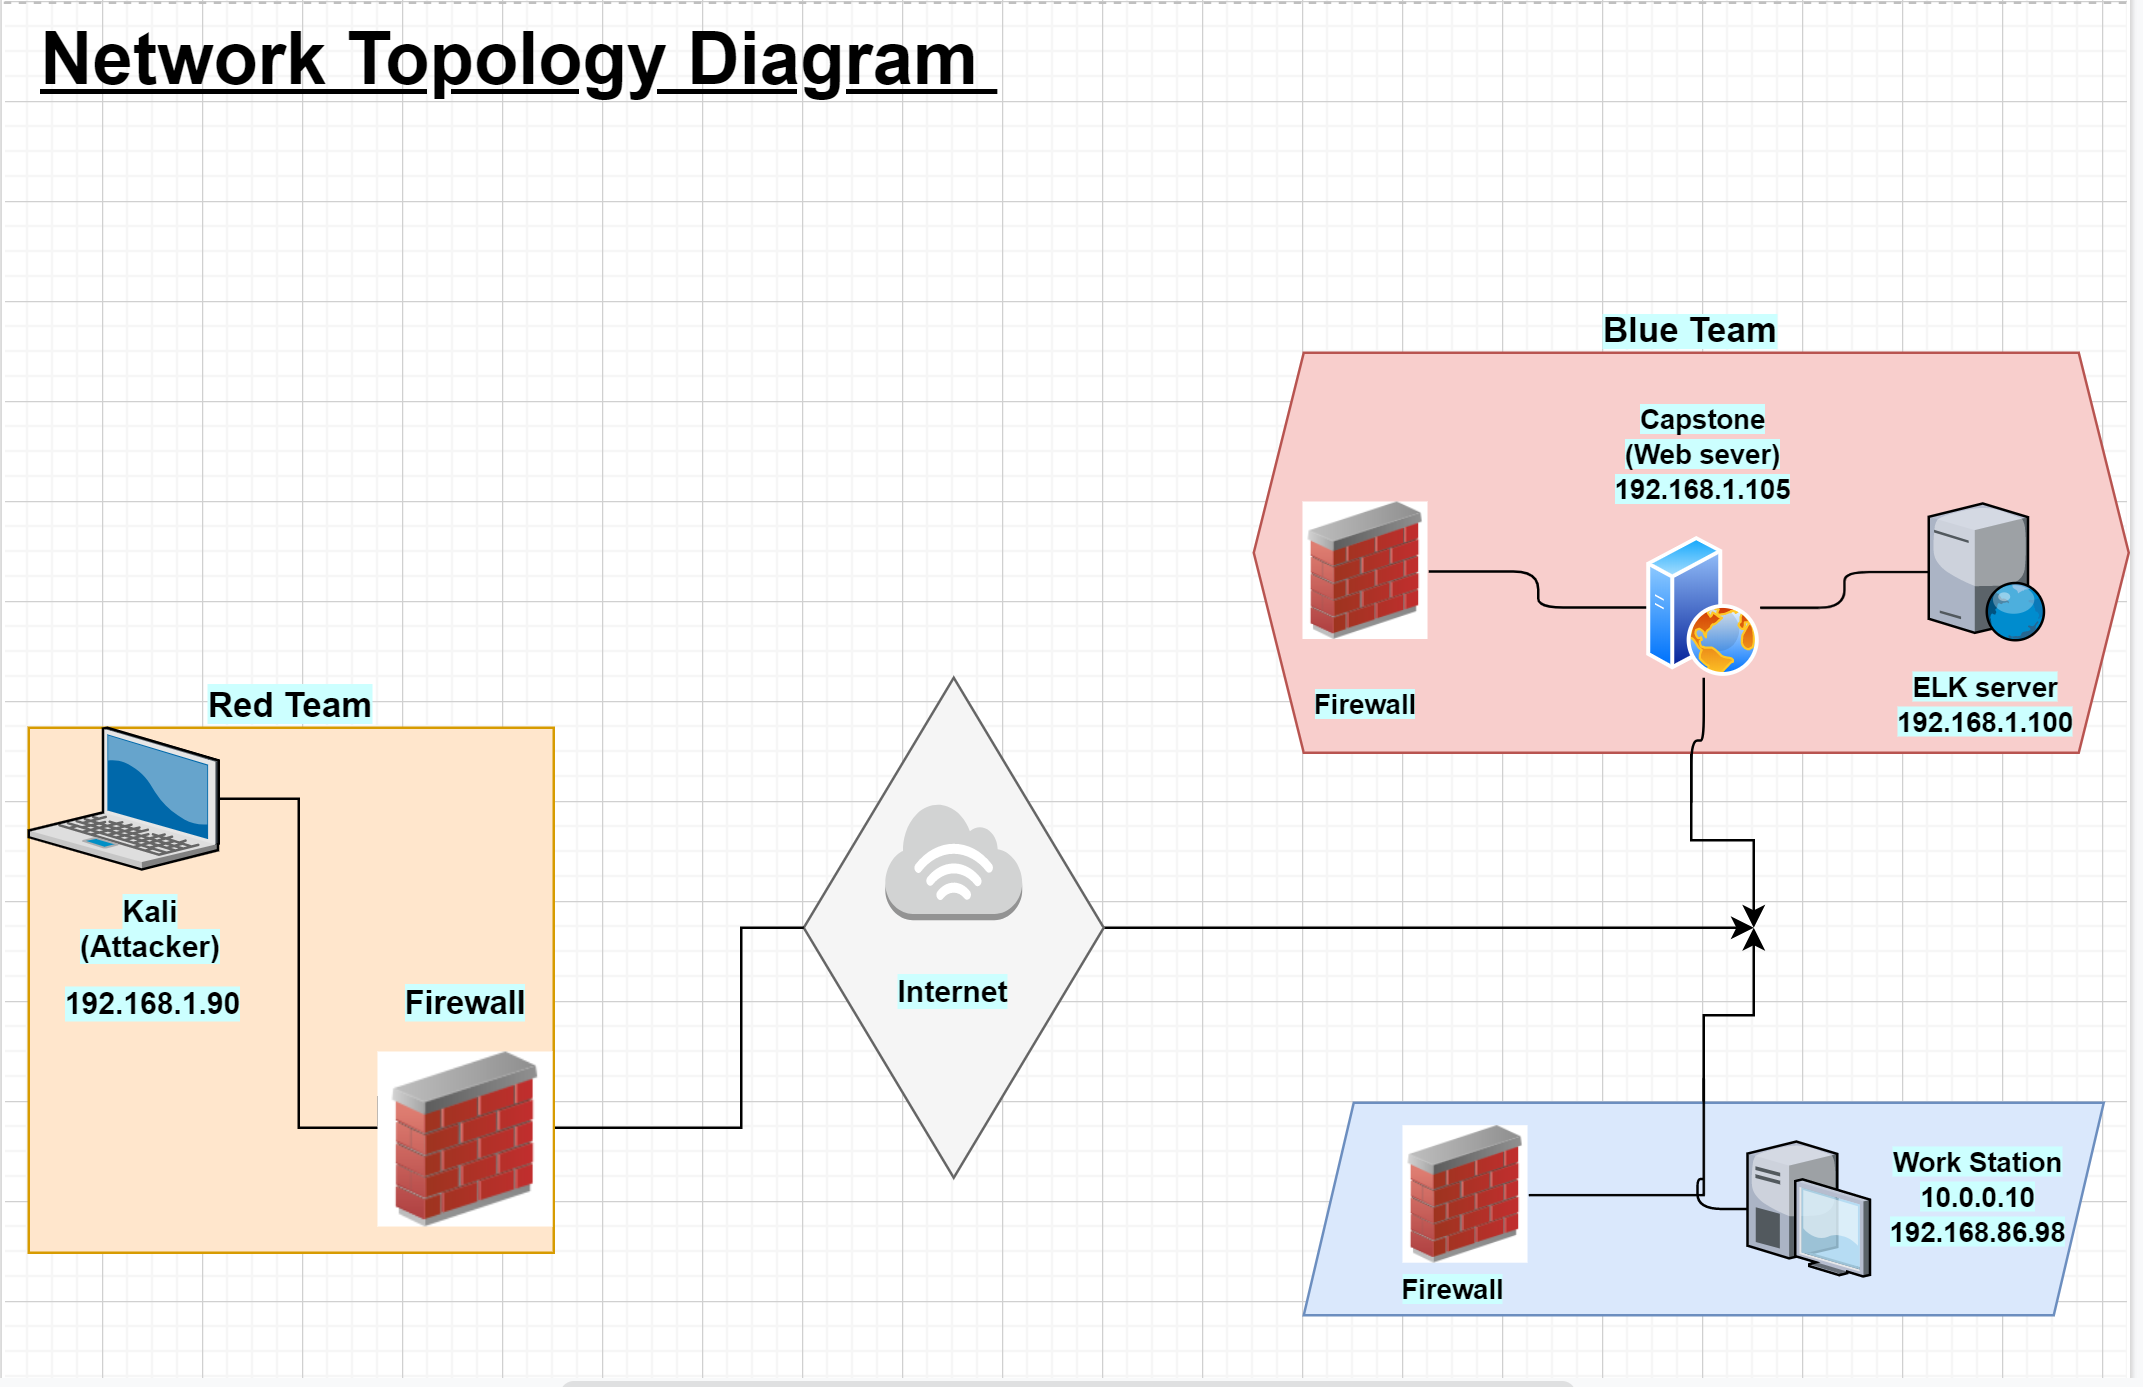 Network Topology Diagram
Blue Team
Capstone
(Web sever)
192.168.1.105
Firewall
ELK server
192.168.1.100
Red Team
Kali
(Attacker)
192.168.1.90
Firewall
Internet
Work Station
10.0.0.10
192.168.86.98
Firewall